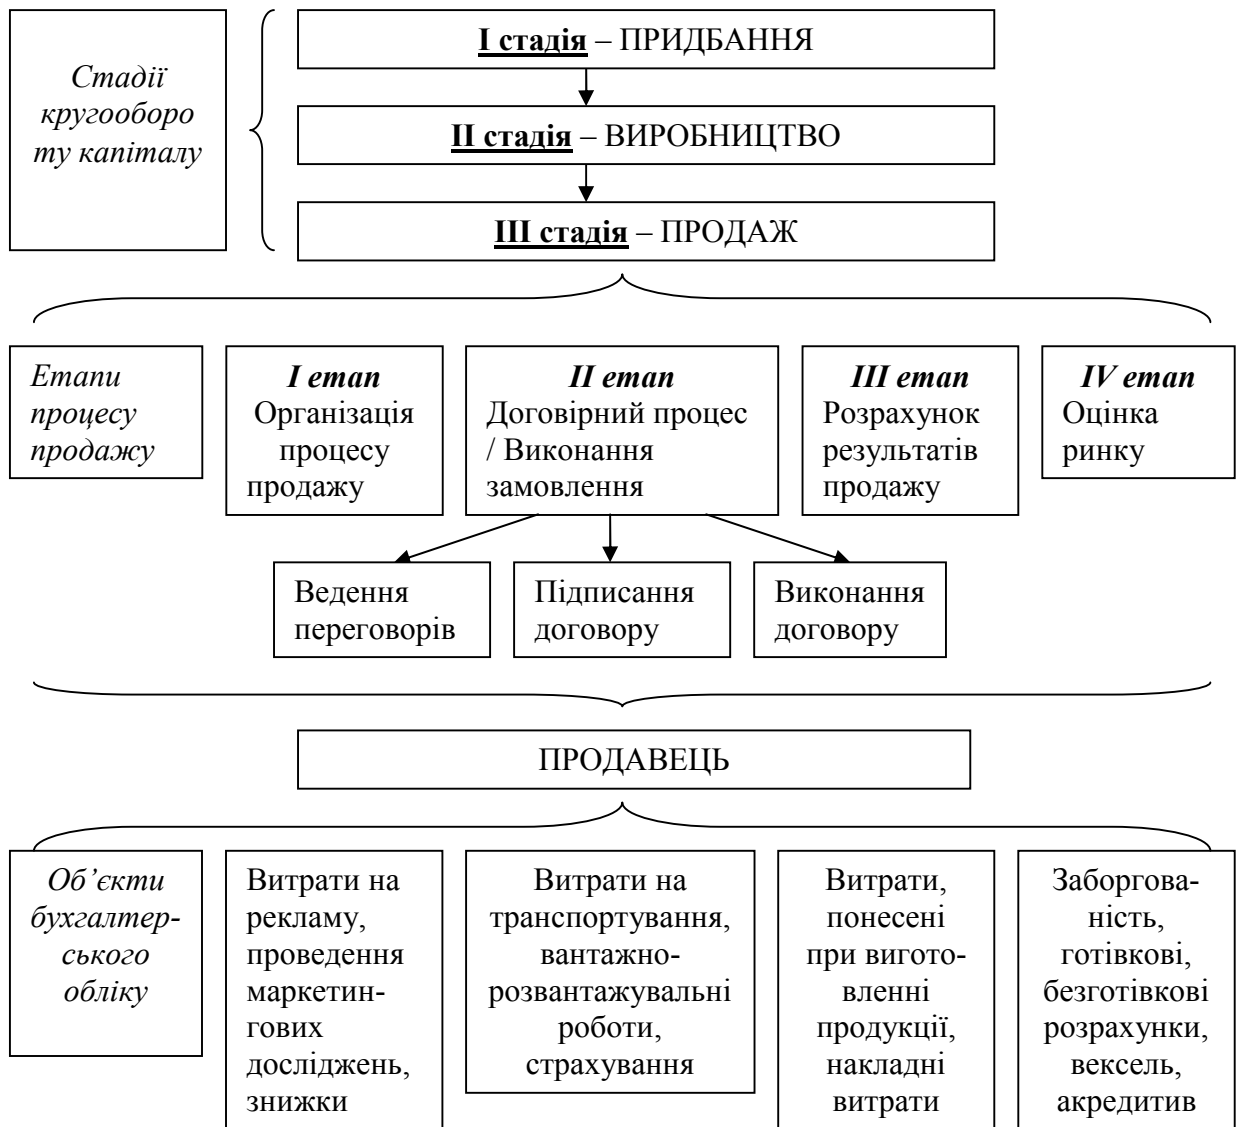 Стадії
кругооборо
ту капіталу
І стадія – ПРИДБАННЯ
ІІ стадія – ВИРОБНИЦТВО
ІІІ стадія – ПРОДАЖ
Етапи
процесу
продажу
І етап
Організація
процесу
продажу
ІІ етап
Договірний процес
/ Виконання
замовлення
ІІІ етап
Розрахунок
результатів
продажу
IV етап
Оцінка
ринку
Ведення
переговорів
Підписання
договору
Виконання
договору
ПРОДАВЕЦЬ
Об’єкти
бухгалтер-
ського
обліку
Витрати на
рекламу,
проведення
маркетин-
гових
досліджень,
знижки
Витрати на
транспортування,
вантажно-
розвантажувальні
роботи,
страхування
Витрати,
понесені
при вигото-
вленні
продукції,
накладні
витрати
Заборгова-
ність,
готівкові,
безготівкові
розрахунки,
вексель,
акредитив